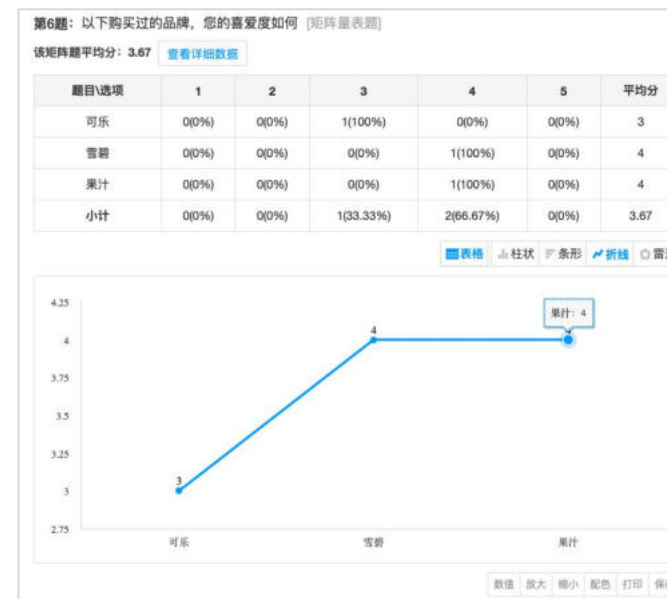 第6题：以下购买过的品牌，您的喜爱度如何 [矩阵量表题]
该矩阵题平均分：3.67 查看详细数据
题目\选项 1 2 3 4 5 平均分
可乐 0(0%) 0(0%) 1(100%) 0(0%) 0(0%) 3
雪碧 0(0%) 0(0%) 0(0%) 1(100%) 0(0%) 4
果汁 0(0%) 0(0%) 0(0%) 1(100%) 0(0%) 4
小计 0(0%) 0(0%) 1(33.33%) 2(66.67%) 0(0%) 3.67
表格 柱状 条形 折线 雷
4.25
果汁：4
4
4
3.75
3.5
3.25
3
3
2.75
可乐 雪碧 果汁
数值 放大 缩小 配色 打印 保